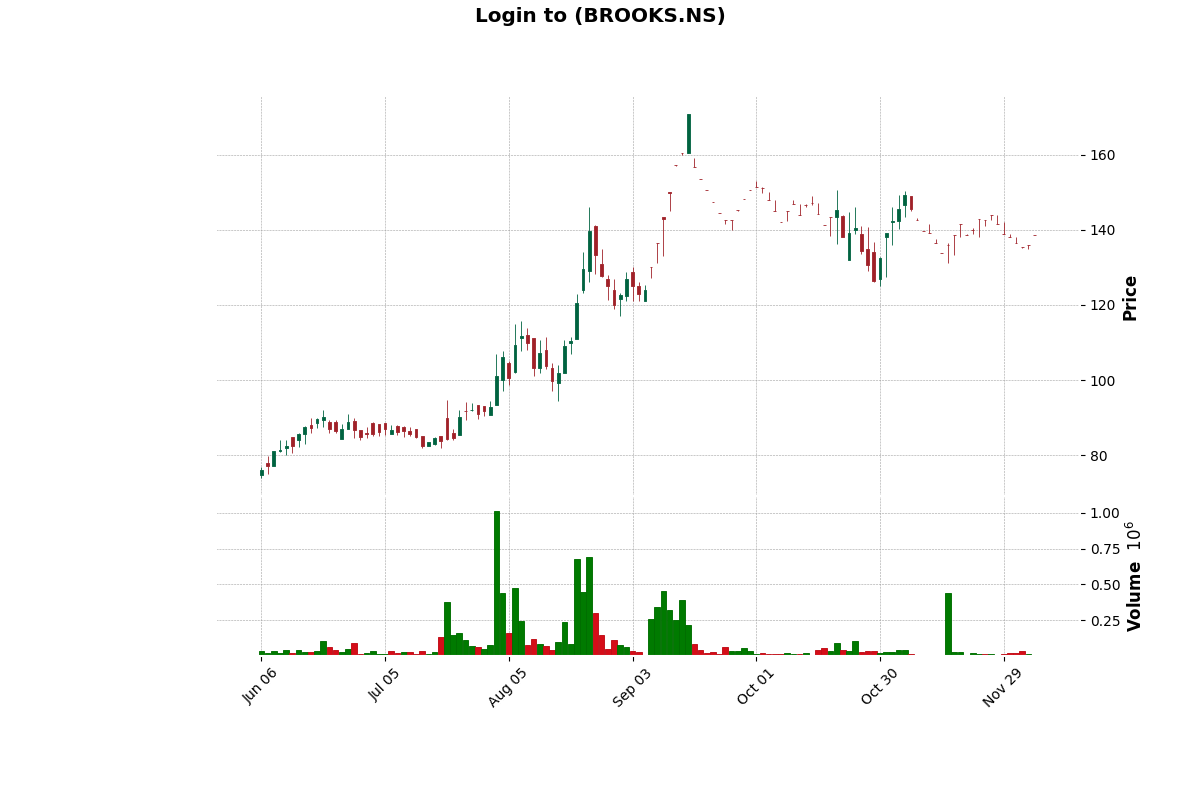 Login to (BROOKS.NS)
160
140
120
100
80
Price
1.00
0.75
0.50
0.25
Volume 10^6
Jun 06
Jul 05
Aug 05
Sep 03
Oct 01
Oct 30
Nov 29